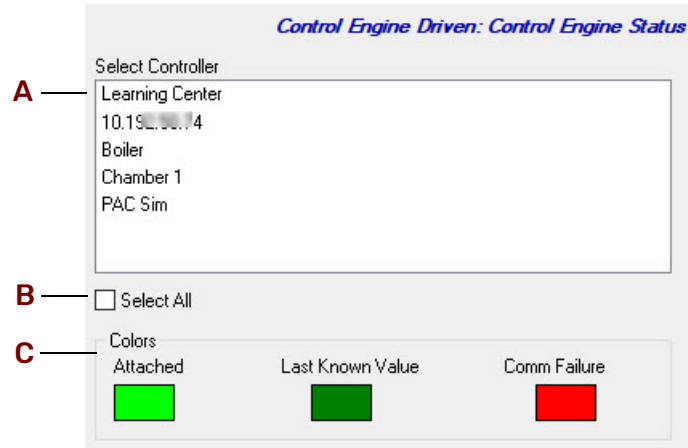 Control Engine Driven: Control Engine Status
Select Controller
A
Learning Center
Boiler
Chamber 1
PAC Sim
B
Select All
C
Colors
Attached Last Known Value Comm Failure